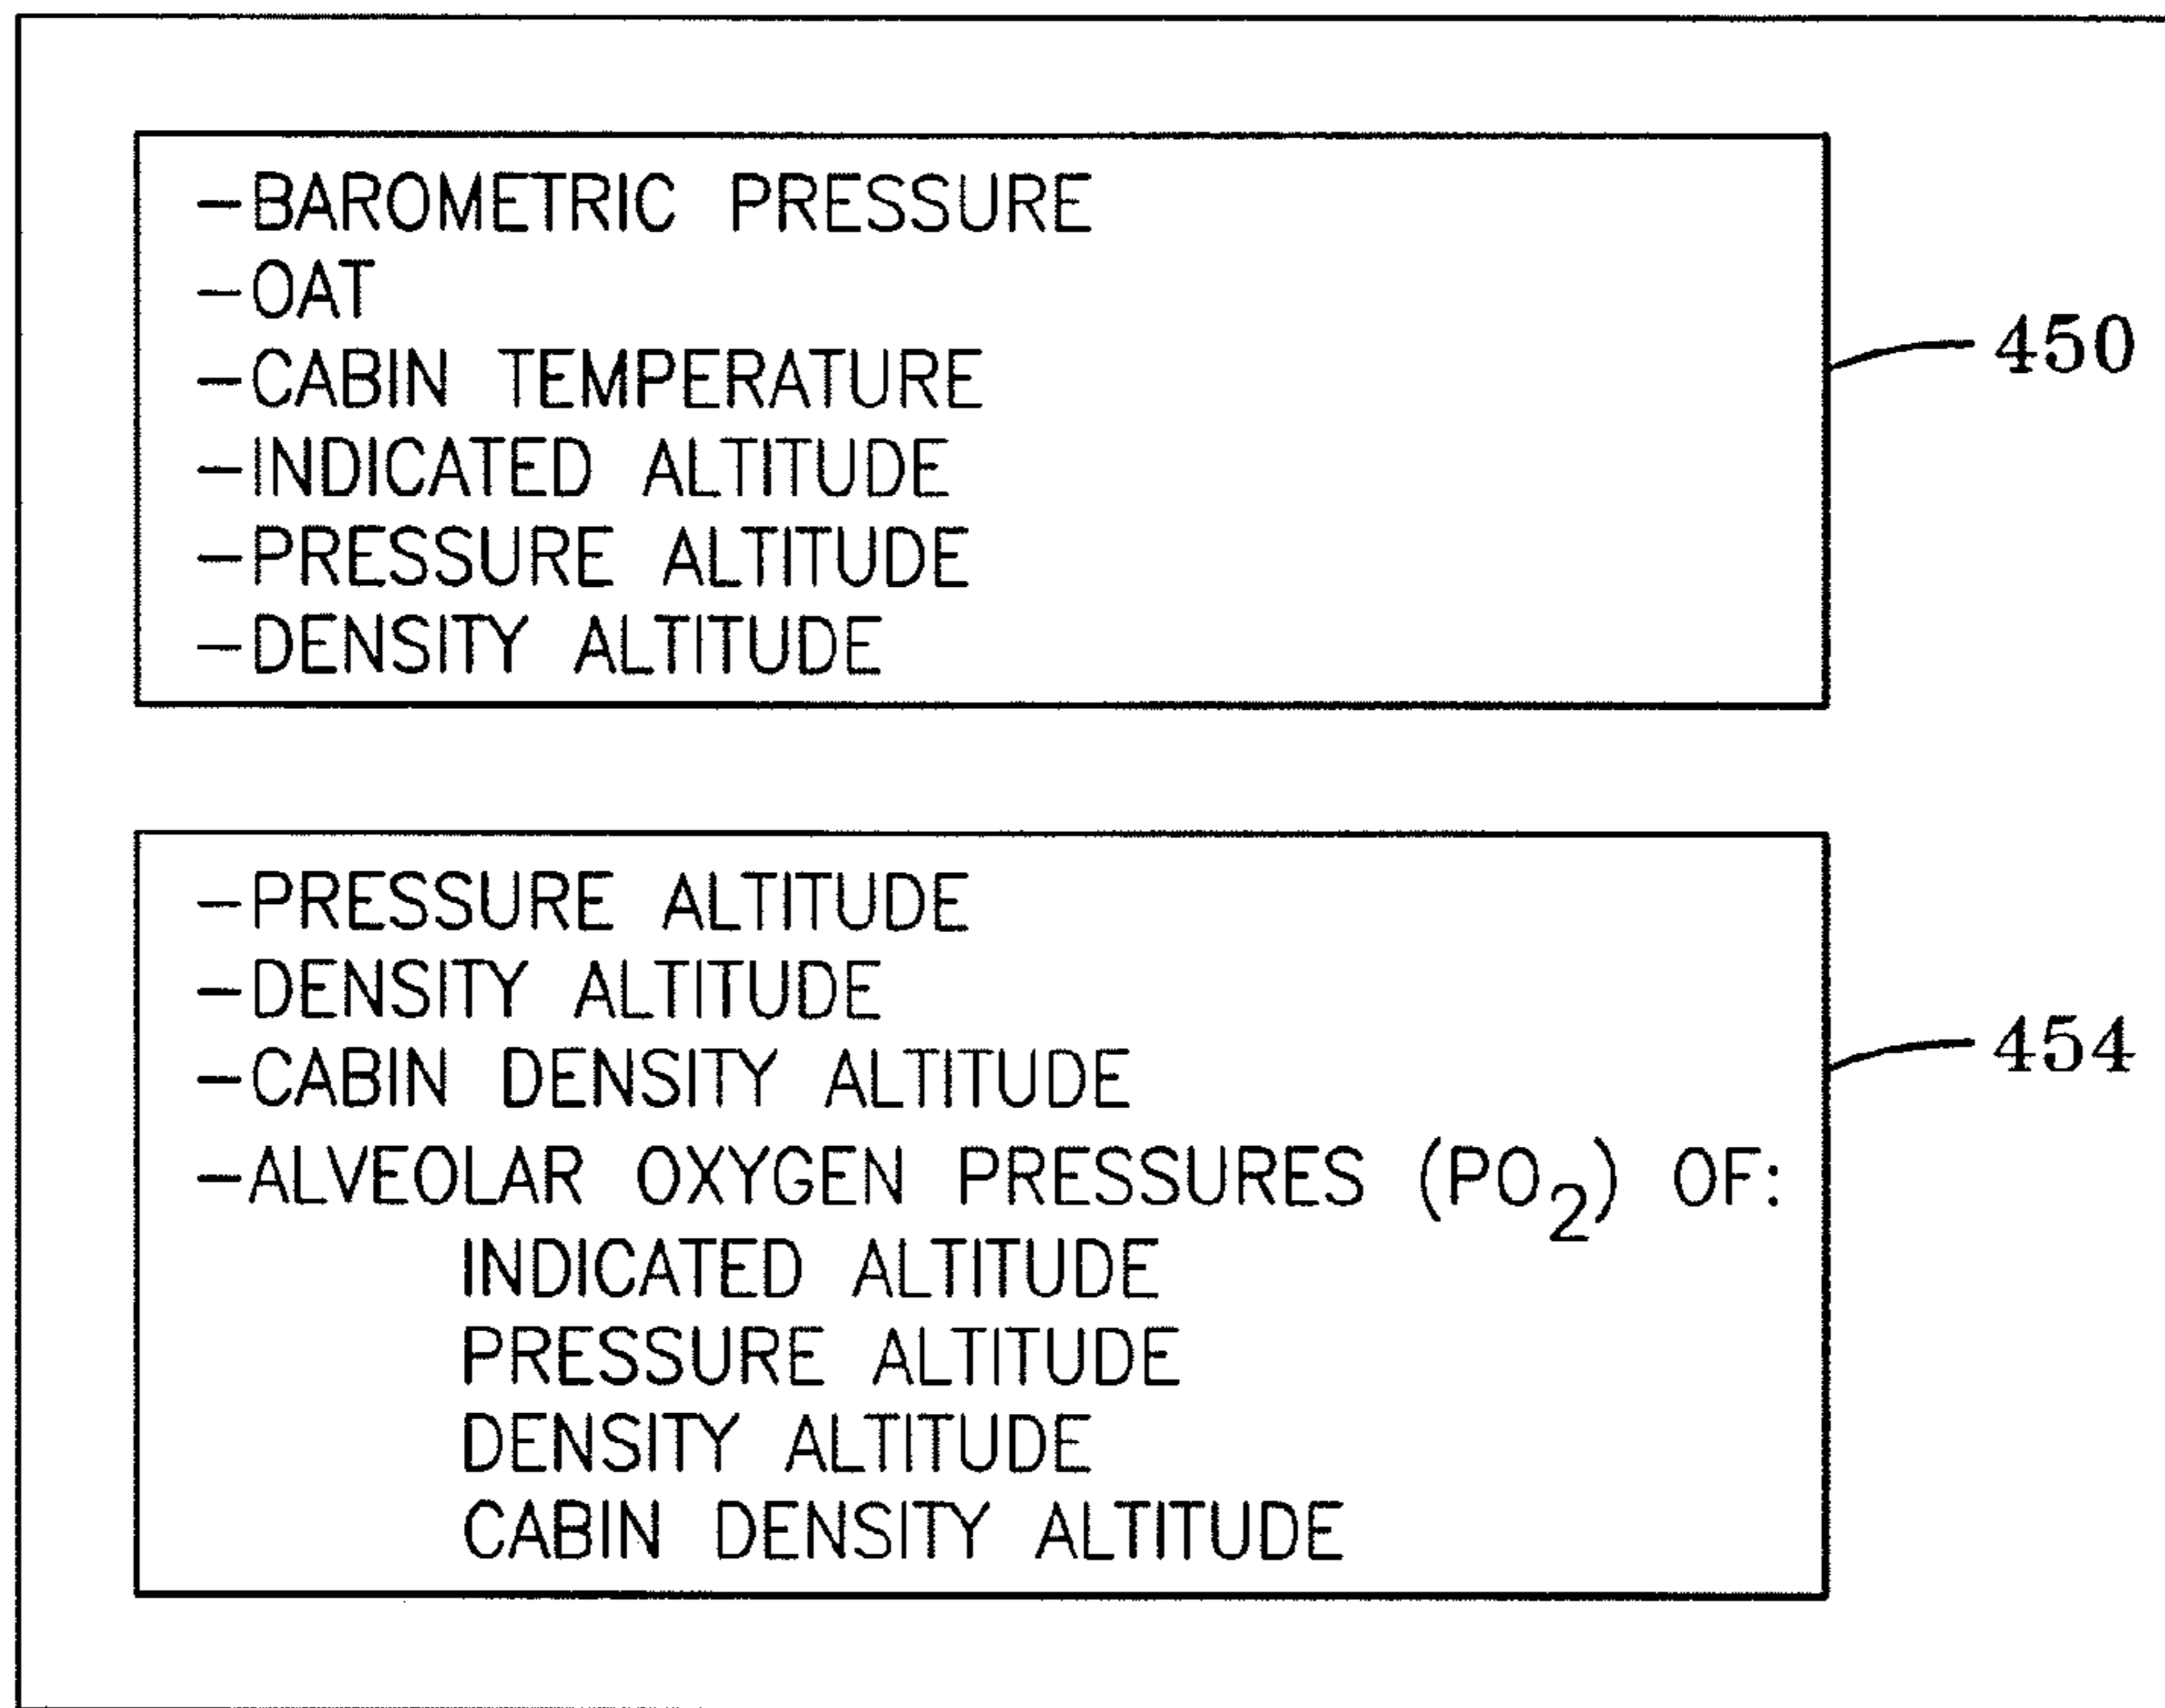 -BAROMETRIC PRESSURE
-OAT
-CABIN TEMPERATURE
-INDICATED ALTITUDE
-PRESSURE ALTITUDE
-DENSITY ALTITUDE
450
-PRESSURE ALTITUDE
-DENSITY ALTITUDE
-CABIN DENSITY ALTITUDE
-ALVEOLAR OXYGEN PRESSURES (PO₂) OF:
INDICATED ALTITUDE
PRESSURE ALTITUDE
DENSITY ALTITUDE
CABIN DENSITY ALTITUDE
454